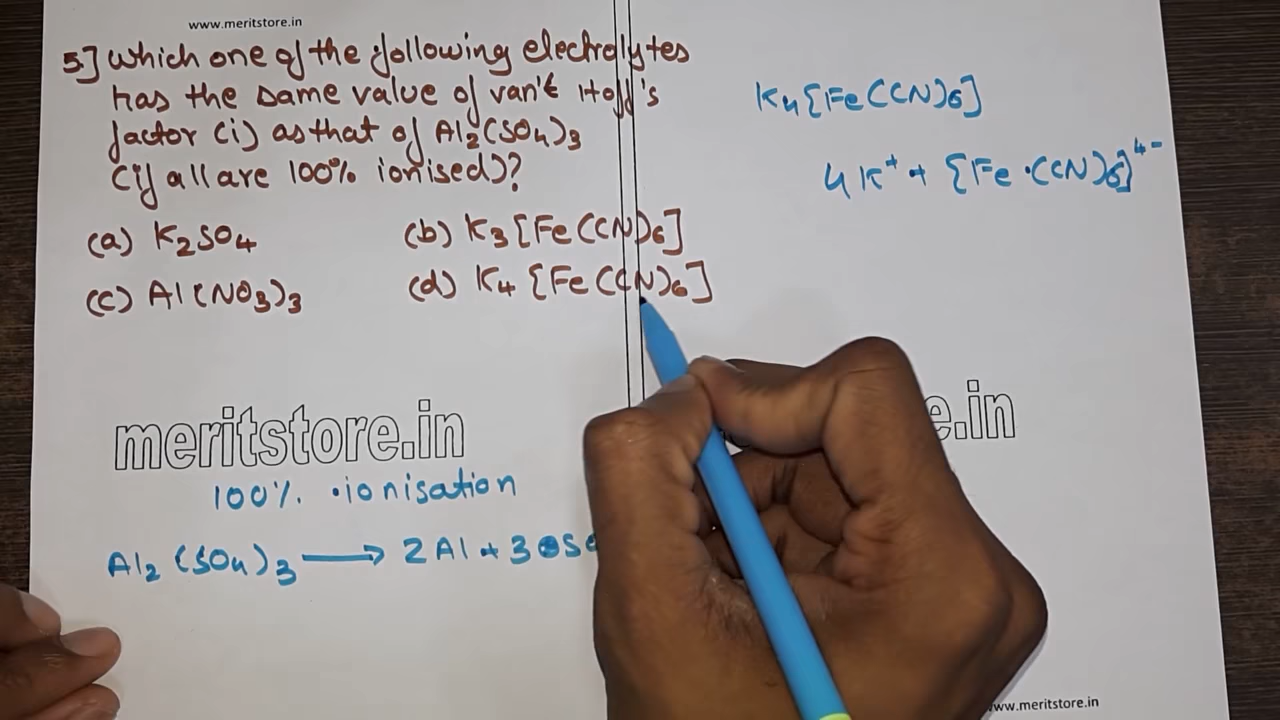 www.meritstore.in
5.] Which one of the following electrolytes
has the same value of van't Hoff's
factor (i) as that of Al2(SO4)3
(if all are 100% ionised)?
(a) K2SO4 (b) K3[Fe(CN)6]
(c) Al(NO3)3 (d) K4[Fe(CN)6]
K4[Fe(CN)6]
4K+ + [Fe(CN)6]4-
meritstore.in
e.in
100% ionisation
Al2(SO4)3 → 2Al + 3
www.meritstore.in